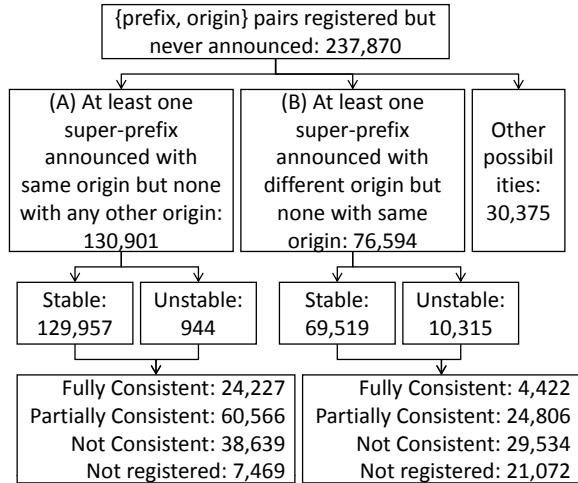 {prefix, origin} pairs registered but
never announced: 237,870
(A) At least one
super-prefix
announced with
same origin but none
with any other origin:
130,901
(B) At least one
super-prefix
announced with
different origin but
none with same
origin: 76,594
Other
possibil
ities:
30,375
Stable:
129,957
Unstable:
944
Stable:
69,519
Unstable:
10,315
Fully Consistent: 24,227
Partially Consistent: 60,566
Not Consistent: 38,639
Not registered: 7,469
Fully Consistent: 4,422
Partially Consistent: 24,806
Not Consistent: 29,534
Not registered: 21,072